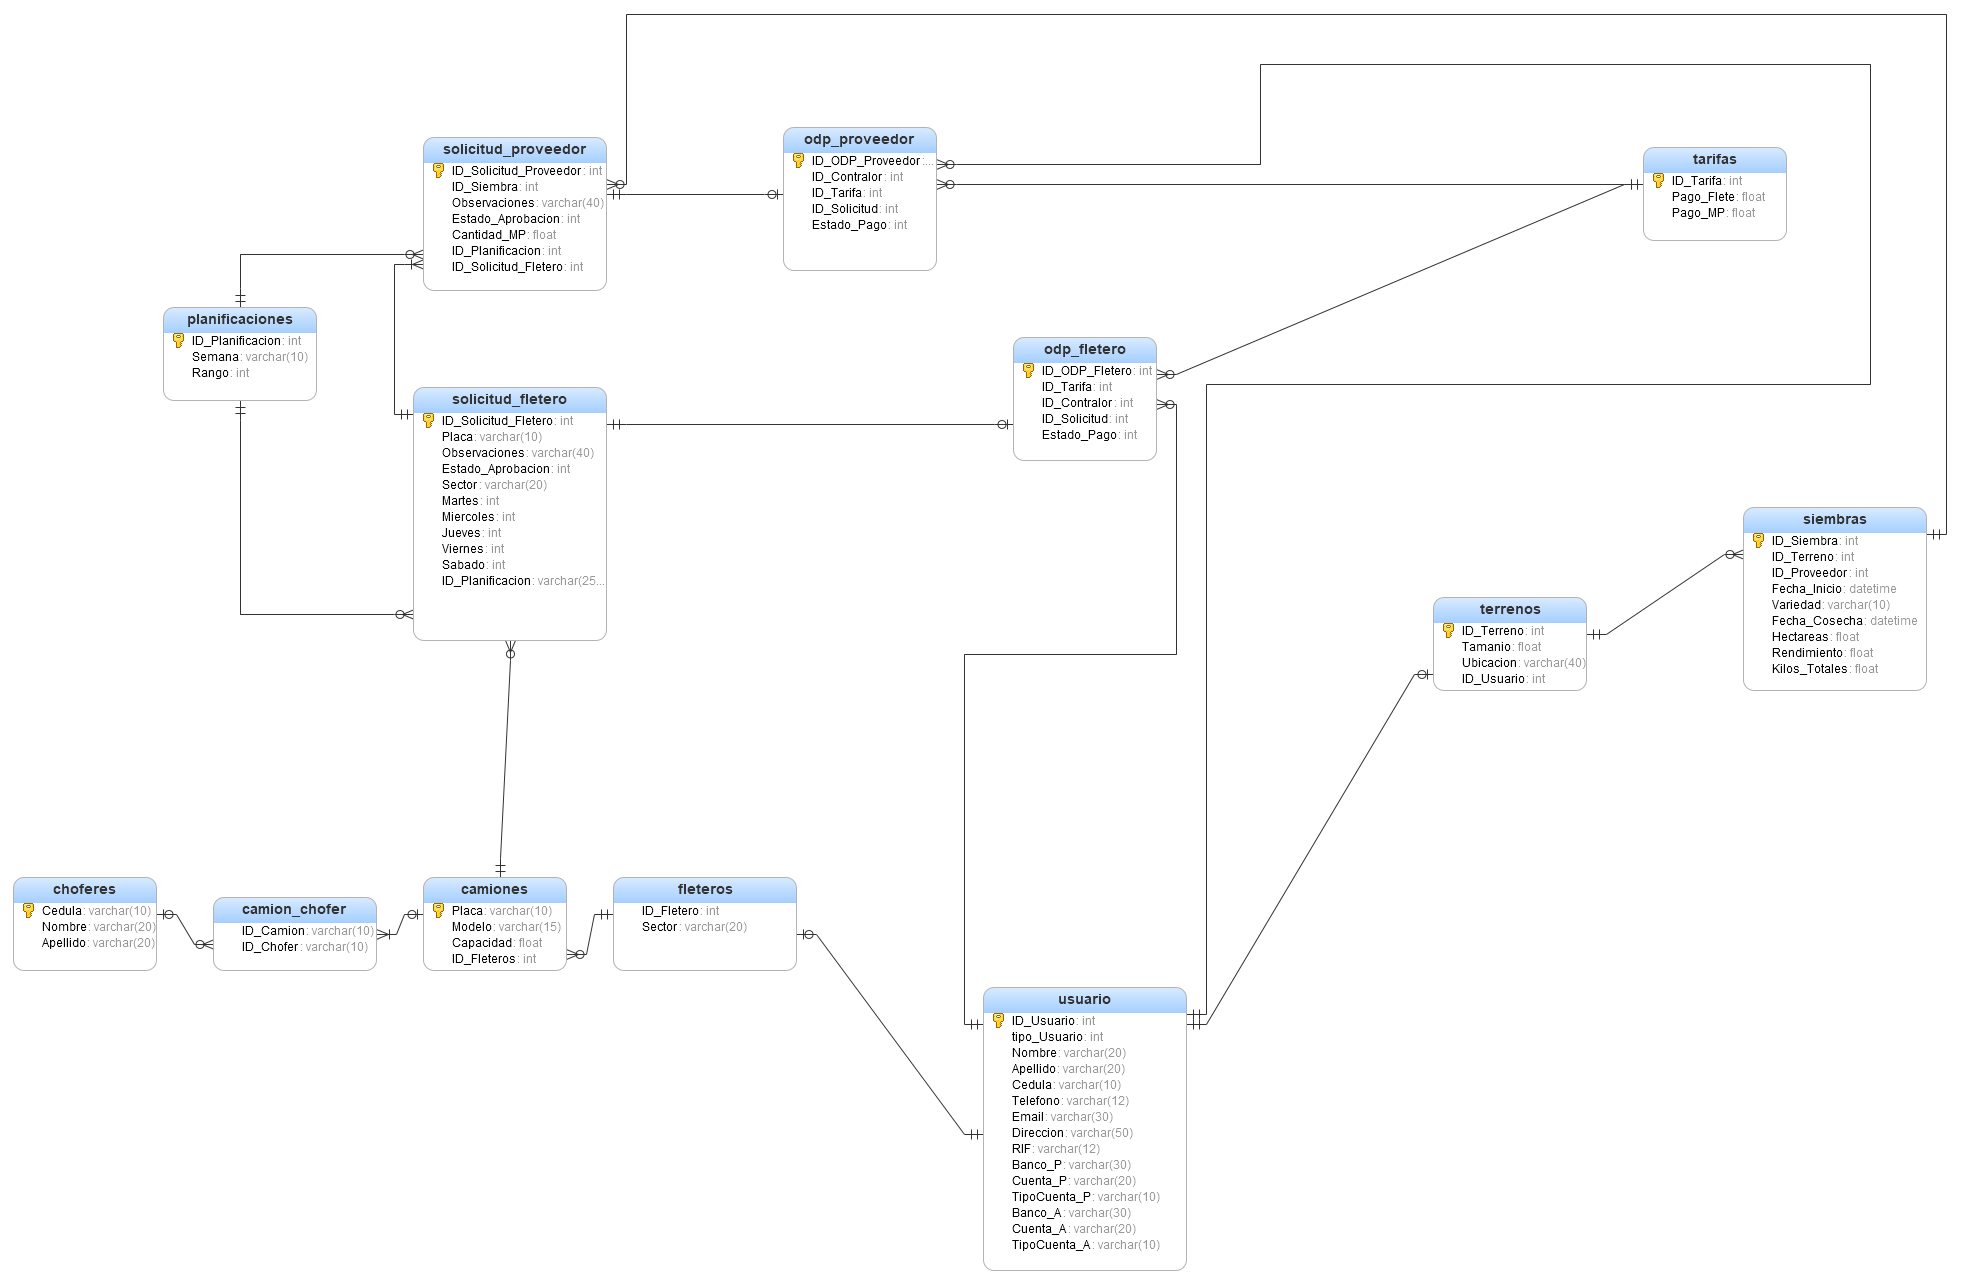 solicitud_proveedor
ID_Solicitud_Proveedor: int
ID_Siembra: int
Observaciones: varchar(40)
Estado_Aprobacion: int
Cantidad_MP: float
ID_Planificacion: int
ID_Solicitud_Fletero: int
odp_proveedor
ID_ODP_Proveedor:...
ID_Contralor: int
ID_Tarifa: int
ID_Solicitud: int
Estado_Pago: int
tarifas
ID_Tarifa: int
Pago_Flete: float
Pago_MP: float
planificaciones
ID_Planificacion: int
Semana: varchar(10)
Rango: int
odp_fletero
ID_ODP_Fletero: int
ID_Tarifa: int
ID_Contralor: int
ID_Solicitud: int
Estado_Pago: int
solicitud_fletero
ID_Solicitud_Fletero: int
Placa: varchar(10)
Observaciones: varchar(40)
Estado_Aprobacion: int
Sector: varchar(20)
Martes: int
Miercoles: int
Jueves: int
Viernes: int
Sabado: int
ID_Planificacion: varchar(25...
siembras
ID_Siembra: int
ID_Terreno: int
ID_Proveedor: int
Fecha_Inicio: datetime
Variedad: varchar(10)
Fecha_Cosecha: datetime
Hectareas: float
Rendimiento: float
Kilos_Totales: float
terrenos
ID_Terreno: int
Tamanio: float
Ubicacion: varchar(40)
ID_Usuario: int
choferes
Cedula: varchar(10)
Nombre: varchar(20)
Apellido: varchar(20)
camion_chofer
ID_Camion: varchar(10)
ID_Chofer: varchar(10)
camiones
Placa: varchar(10)
Modelo: varchar(15)
Capacidad: float
ID_Fleteros: int
fleteros
ID_Fletero: int
Sector: varchar(20)
usuario
ID_Usuario: int
tipo_Usuario: int
Nombre: varchar(20)
Apellido: varchar(20)
Cedula: varchar(10)
Telefono: varchar(12)
Email: varchar(30)
Direccion: varchar(50)
RIF: varchar(12)
Banco_P: varchar(30)
Cuenta_P: varchar(20)
TipoCuenta_P: varchar(10)
Banco_A: varchar(30)
Cuenta_A: varchar(20)
TipoCuenta_A: varchar(10)